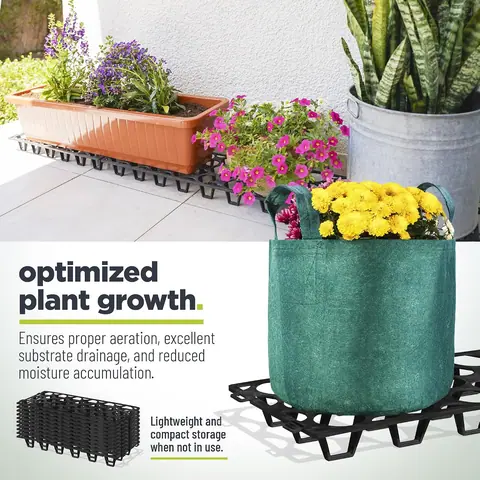 optimized
plant growth.
Ensures proper aeration, excellent
substrate drainage, and reduced
moisture accumulation.
Lightweight and
compact storage
when not in use.